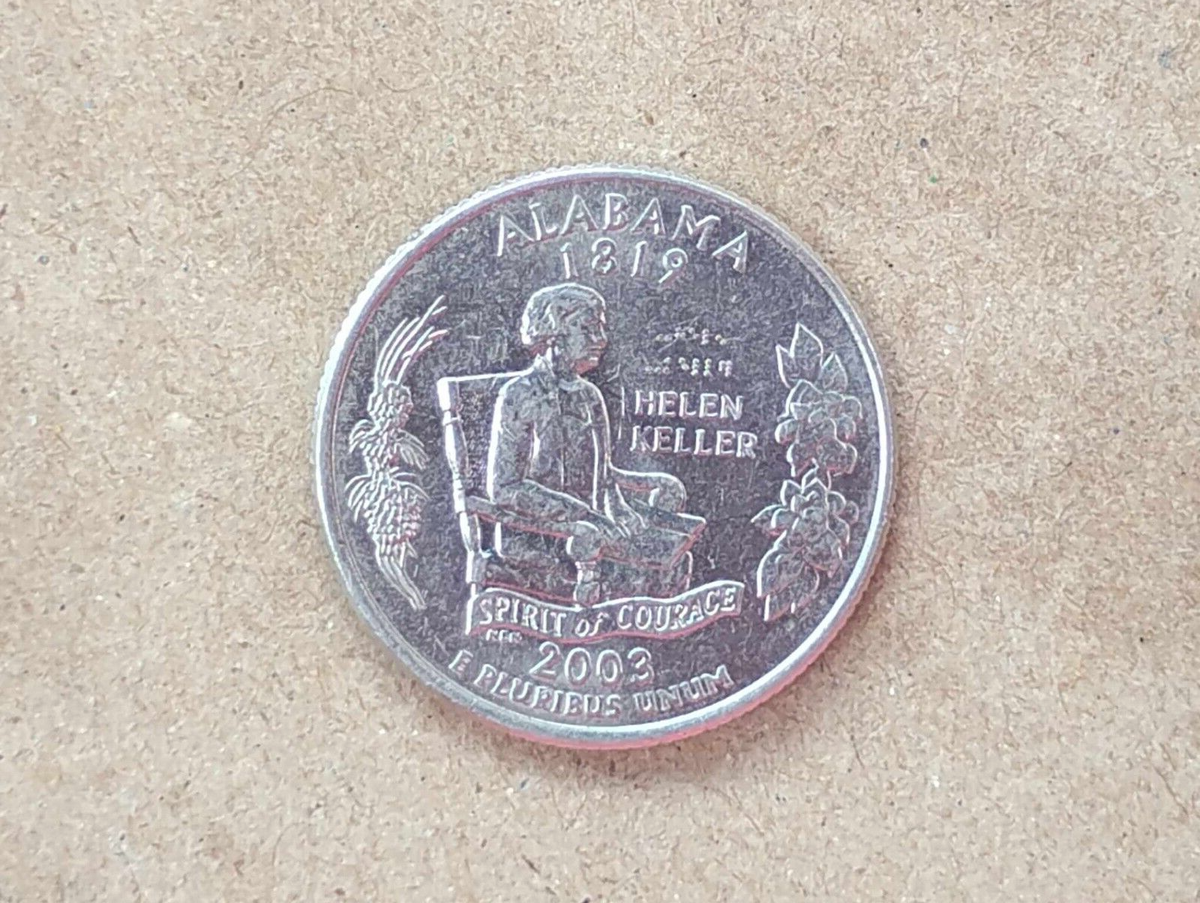 ALABAMA
1819
HELEN
KELLER
SPIRIT of COURAGE
2003
E PLURIBUS UNUM